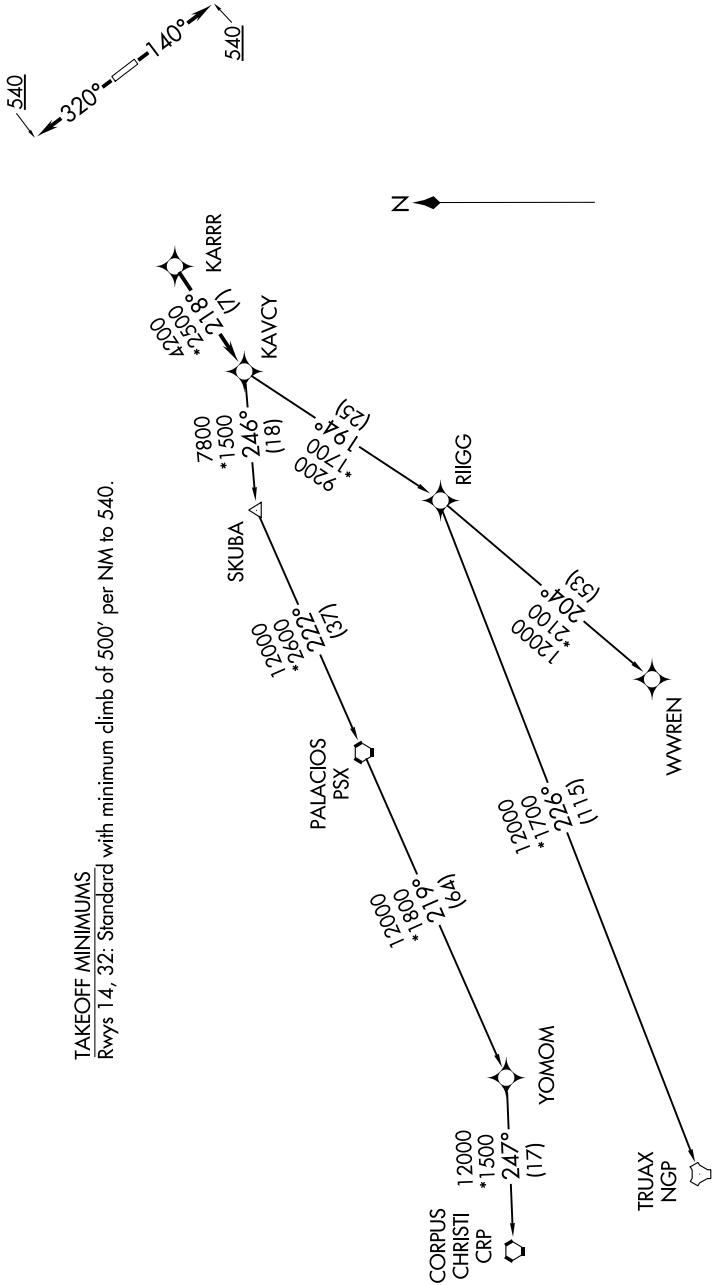 540
320°
140°
540
N
KARRR
4200
*2500
218°
(7)
KAVCY
7800
*1500
246°
(18)
9200
*1700
194°
(25)
SKUBA
RIIGG
12000
*2600
222°
(37)
12000
*2100
204°
(53)
PALACIOS
PSX
WWREN
12000
*1800
219°
(64)
12000
*1700
226°
(115)
YOMOM
12000
*1500
247°
(17)
CORPUS
CHRISTI
CRP
TRUAX
NGP
TAKEOFF MINIMUMS
Rwys 14, 32: Standard with minimum climb of 500' per NM to 540.